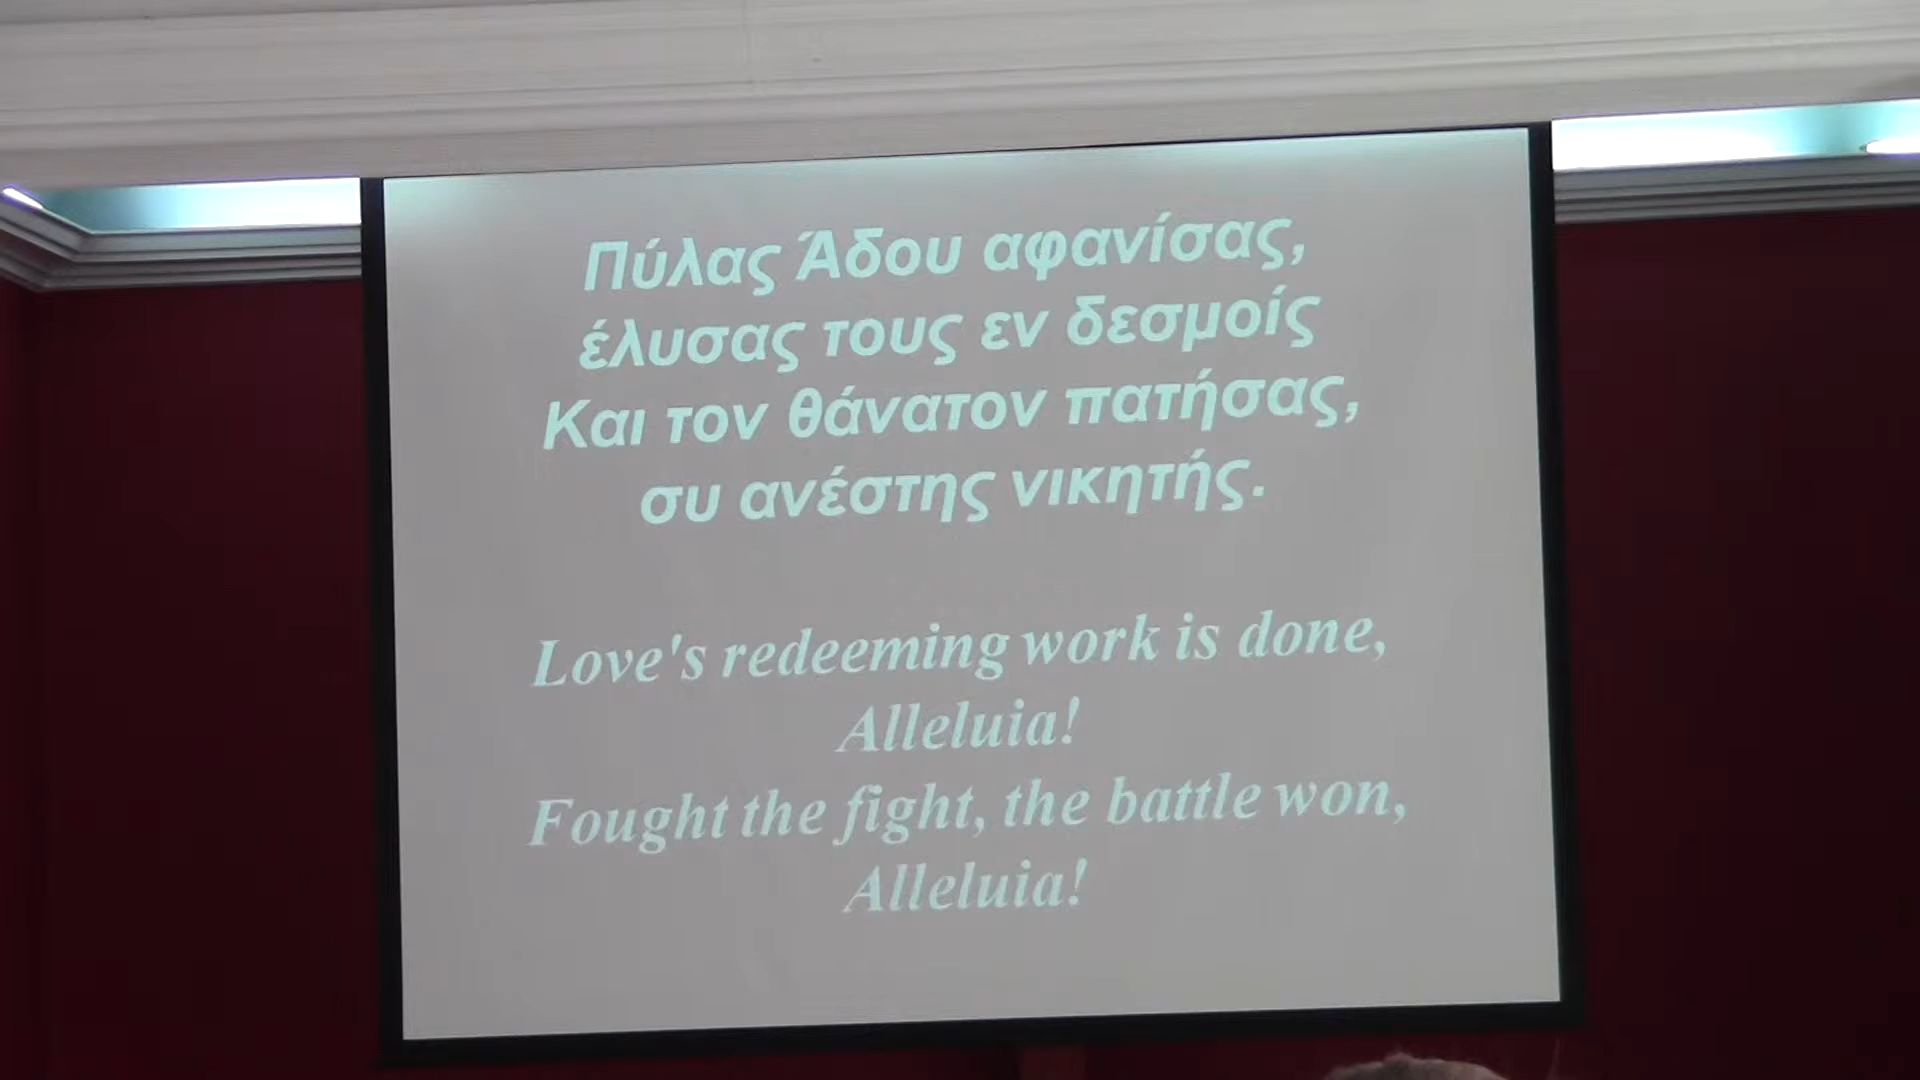 Πύλας Άδου αφανίσας,
έλυσας τους εν δεσμοίς
Και τον θάνατον πατήσας,
συ ανέστης νικητής.
Love's redeeming work is done,
Alleluia!
Fought the fight, the battle won,
Alleluia!